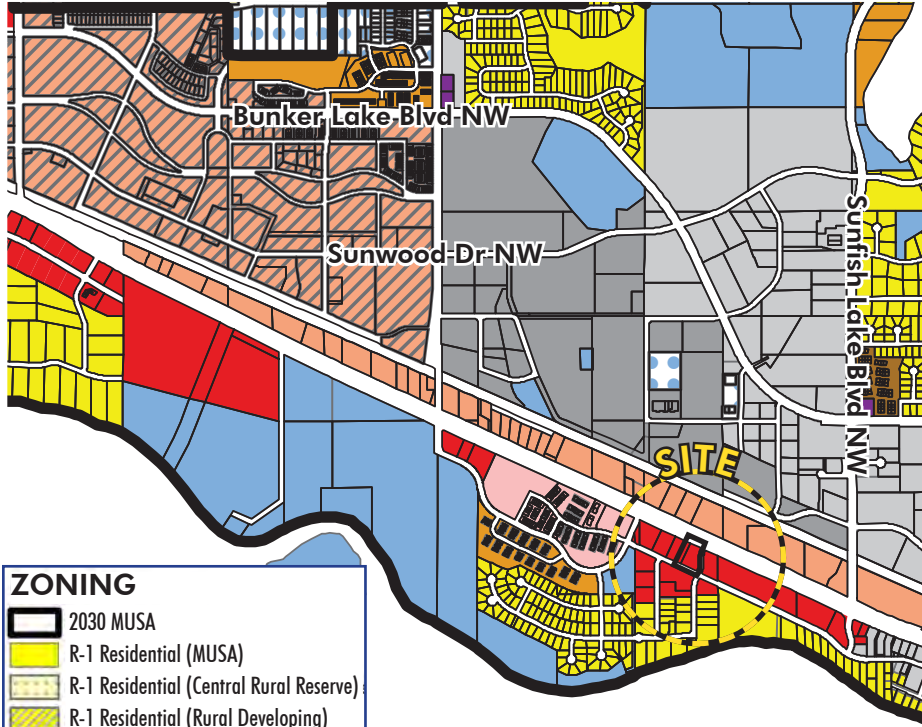 Bunker Lake Blvd NW
Sunwood Dr NW
Sunfish Lake Blvd NW
SITE
ZONING
2030 MUSA
R-1 Residential (MUSA)
R-1 Residential (Central Rural Reserve)
R-1 Residential (Rural Developing)